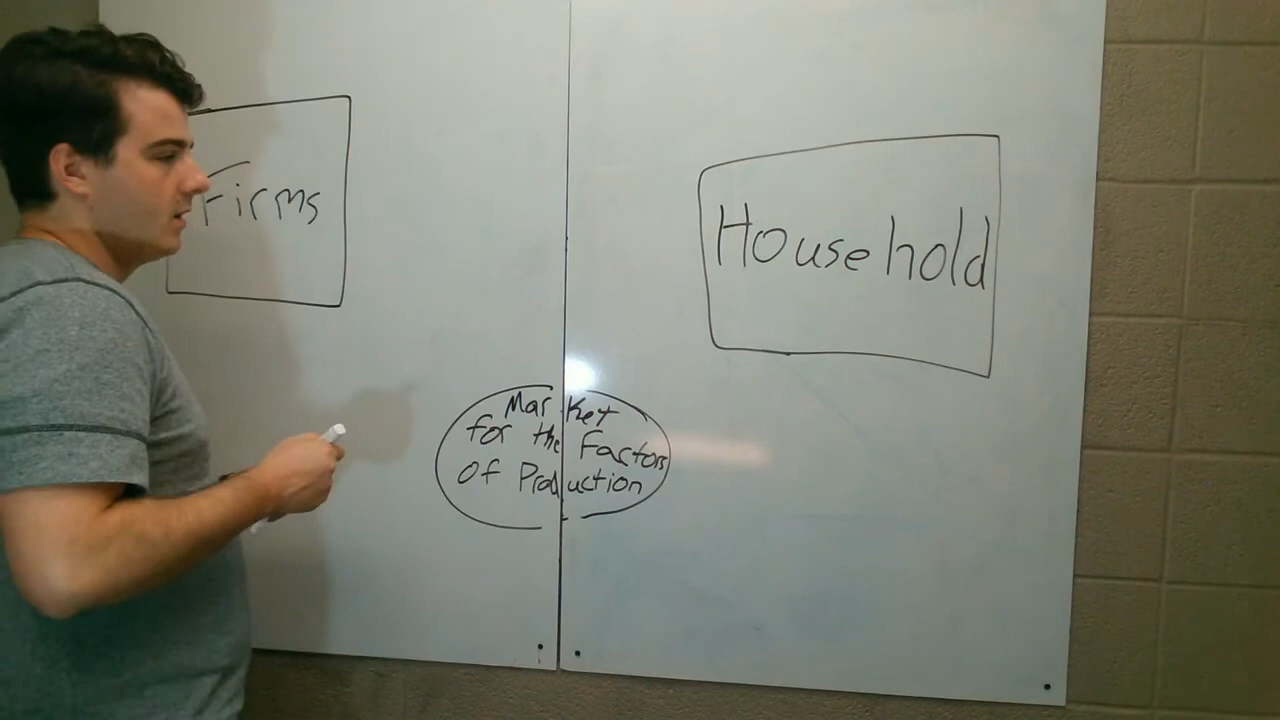 Firms
Household
Market
for the Factors
of Production